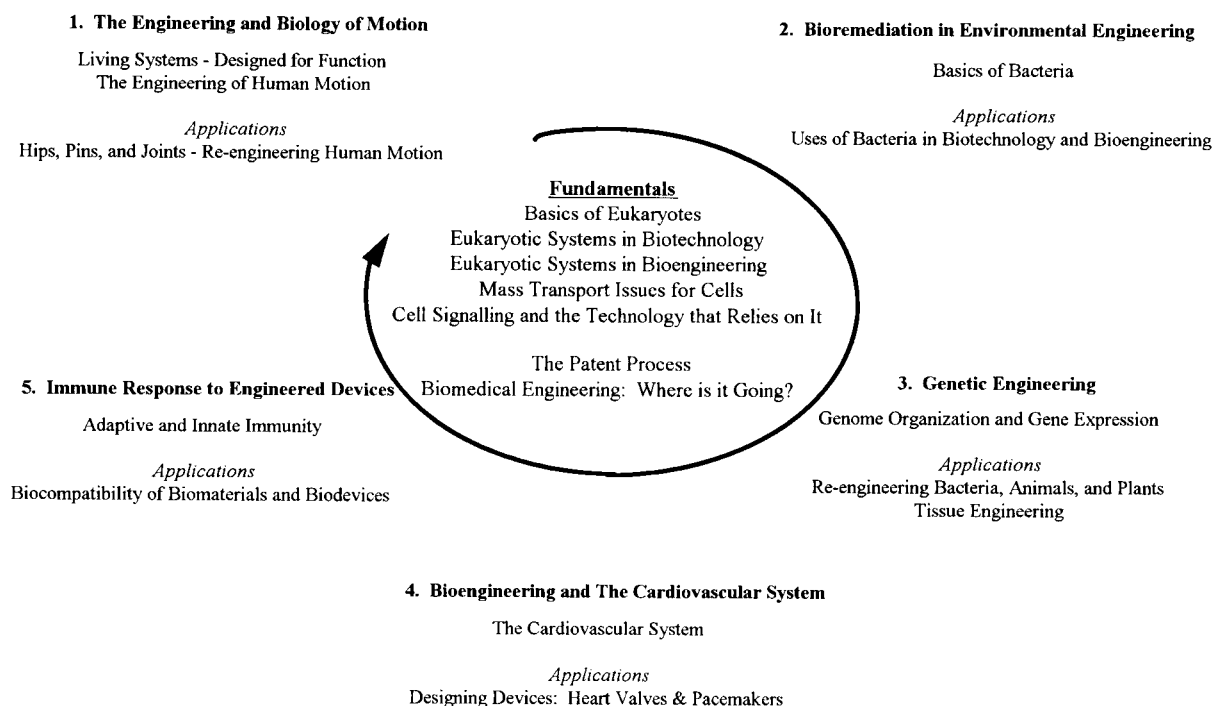 1. The Engineering and Biology of Motion
Living Systems - Designed for Function
The Engineering of Human Motion
Applications
Hips, Pins, and Joints - Re-engineering Human Motion
2. Bioremediation in Environmental Engineering
Basics of Bacteria
Applications
Uses of Bacteria in Biotechnology and Bioengineering
Fundamentals
Basics of Eukaryotes
Eukaryotic Systems in Biotechnology
Eukaryotic Systems in Bioengineering
Mass Transport Issues for Cells
Cell Signalling and the Technology that Relies on It
The Patent Process
Biomedical Engineering: Where is it Going?
3. Genetic Engineering
Genome Organization and Gene Expression
Applications
Re-engineering Bacteria, Animals, and Plants
Tissue Engineering
4. Bioengineering and The Cardiovascular System
The Cardiovascular System
Applications
Designing Devices: Heart Valves & Pacemakers
5. Immune Response to Engineered Devices
Adaptive and Innate Immunity
Applications
Biocompatibility of Biomaterials and Biodevices